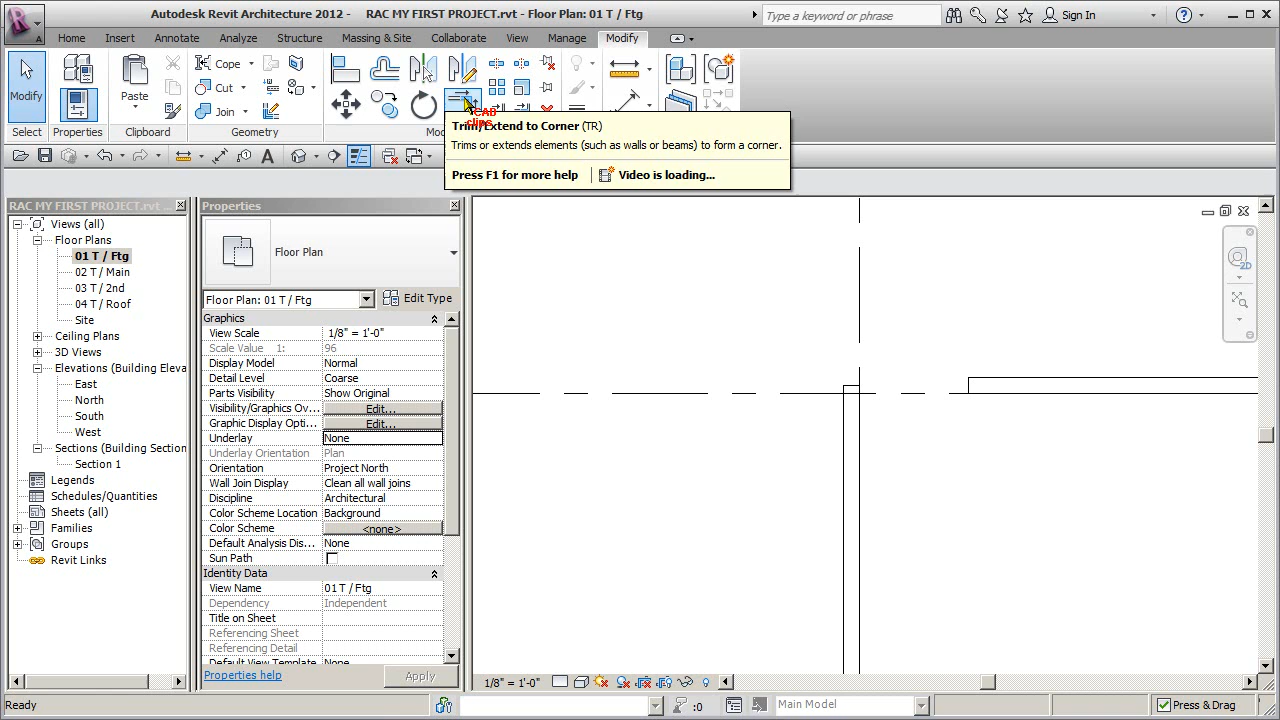 Autodesk Revit Architecture 2012 - RAC MY FIRST PROJECT.rvt - Floor Plan: 01 T / Ftg
Type a keyword or phrase
Sign In
Home Insert Annotate Analyze Structure Massing & Site Collaborate View Manage Modify
Modify
Paste
Cope
Cut
Join
Select Properties Clipboard Geometry Mo
CAB
clips
Trim/Extend to Corner (TR)
Trims or extends elements (such as walls or beams) to form a corner.
Press F1 for more help Video is loading...
RAC MY FIRST PROJECT.rvt ...
Views (all)
Floor Plans
01 T / Ftg
02 T / Main
03 T / 2nd
04 T / Roof
Site
Ceiling Plans
3D Views
Elevations (Building Eleva
East
North
South
West
Sections (Building Section
Section 1
Legends
Schedules/Quantities
Sheets (all)
Families
Groups
Revit Links
Properties
Floor Plan
Floor Plan: 01 T / Ftg Edit Type
Graphics
View Scale 1/8" = 1'-0"
Scale Value 1: 96
Display Model Normal
Detail Level Coarse
Parts Visibility Show Original
Visibility/Graphics Ov... Edit...
Graphic Display Opti... Edit...
Underlay None
Underlay Orientation Plan
Orientation Project North
Wall Join Display Clean all wall joins
Discipline Architectural
Color Scheme Location Background
Color Scheme <none>
Default Analysis Dis... None
Sun Path
Identity Data
View Name 01 T / Ftg
Dependency Independent
Title on Sheet
Referencing Sheet
Referencing Detail
Default View Template None
Properties help Apply
2D
1/8" = 1'-0"
Ready
:0
Main Model
Press & Drag